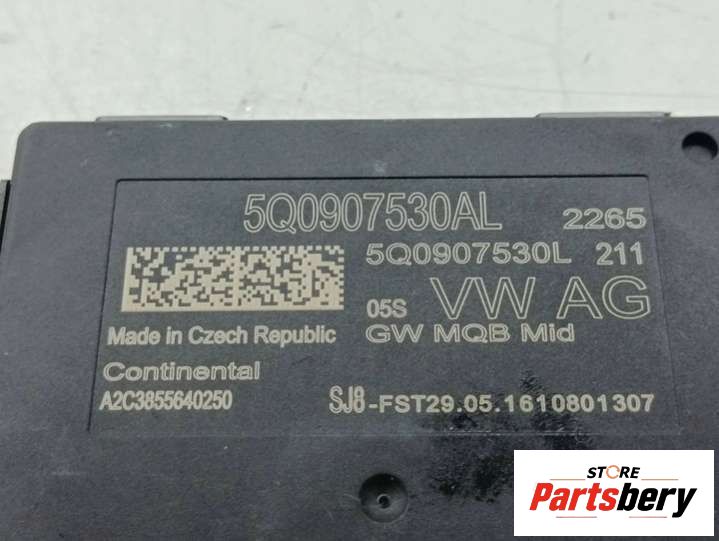 5Q0907530AL 2265
5Q0907530L 211
05S VW AG
Made in Czech Republic GW MQB Mid
Continental
A2C3855640250 SJ8-FST29.05.1610801307
STORE
Partsbery